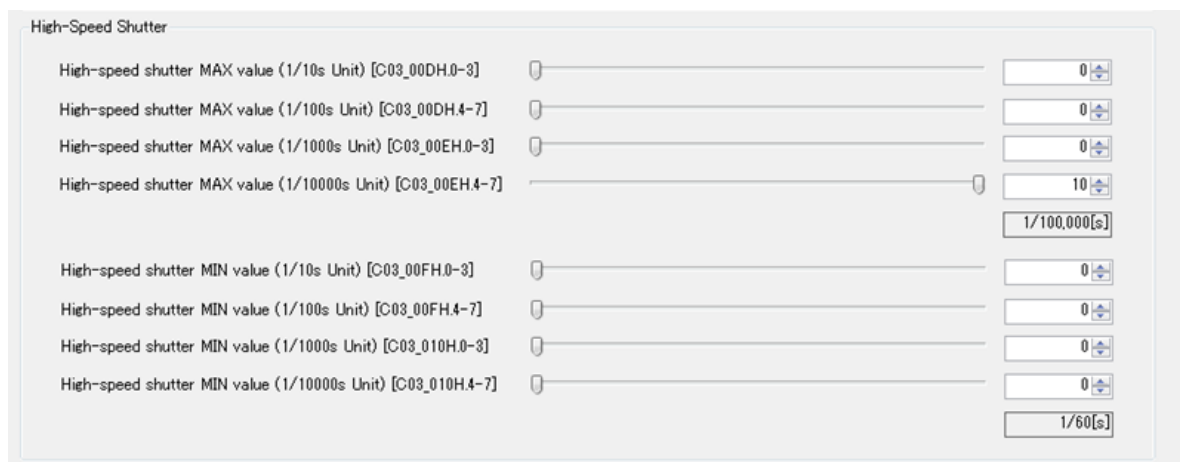 High-Speed Shutter
High-speed shutter MAX value (1/10s Unit) [C03_00DH.0-3] 0
High-speed shutter MAX value (1/100s Unit) [C03_00DH.4-7] 0
High-speed shutter MAX value (1/1000s Unit) [C03_00EH.0-3] 0
High-speed shutter MAX value (1/10000s Unit) [C03_00EH.4-7] 10
1/100,000[s]
High-speed shutter MIN value (1/10s Unit) [C03_00FH.0-3] 0
High-speed shutter MIN value (1/100s Unit) [C03_00FH.4-7] 0
High-speed shutter MIN value (1/1000s Unit) [C03_010H.0-3] 0
High-speed shutter MIN value (1/10000s Unit) [C03_010H.4-7] 0
1/60[s]